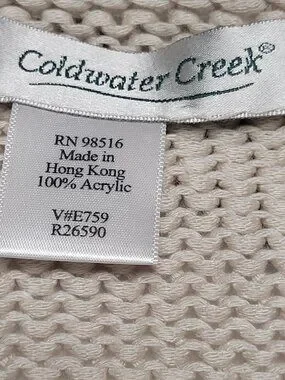 Coldwater Creek®
RN 98516
Made in
Hong Kong
100% Acrylic
V#E759
R26590